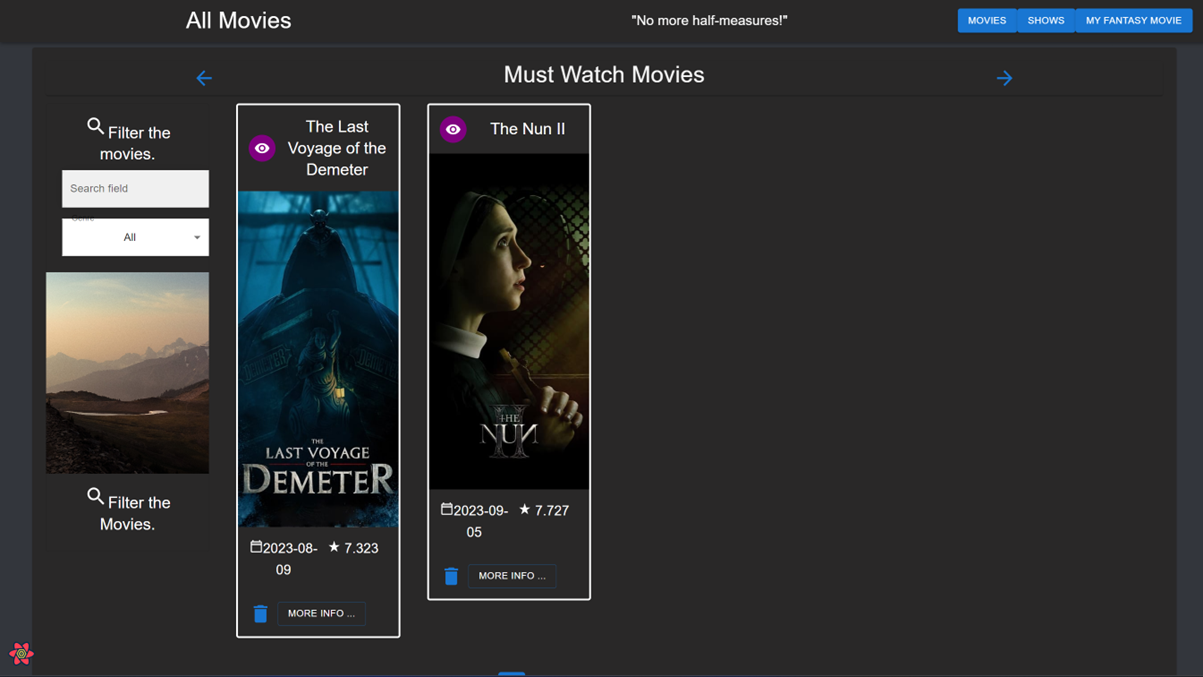 All Movies
"No more half-measures!"
MOVIES
SHOWS
MY FANTASY MOVIE
Must Watch Movies
Filter the
movies.
Search field
Genre
All
Filter the
Movies.
The Last
Voyage of the
Demeter
DEMETER
THE
LAST VOYAGE
OF THE
DEMETER
2023-08-
09
7.323
MORE INFO ...
The Nun II
THE
NUN
II
2023-09-
05
7.727
MORE INFO ...